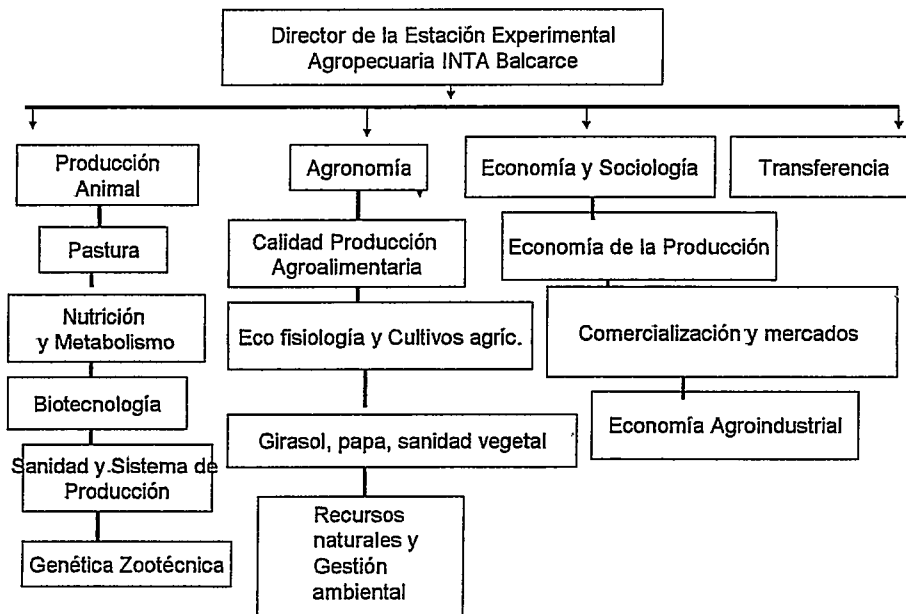 Director de la Estación Experimental
Agropecuaria INTA Balcarce
Producción
Animal
Agronomía
Economía y Sociología
Transferencia
Pastura
Calidad Producción
Agroalimentaria
Economía de la Producción
Nutrición
y Metabolismo
Eco fisiología y Cultivos agríc.
Comercialización y mercados
Biotecnología
Girasol, papa, sanidad vegetal
Economía Agroindustrial
Sanidad y Sistema de
Producción
Recursos
naturales y
Gestión
ambiental
Genética Zootécnica